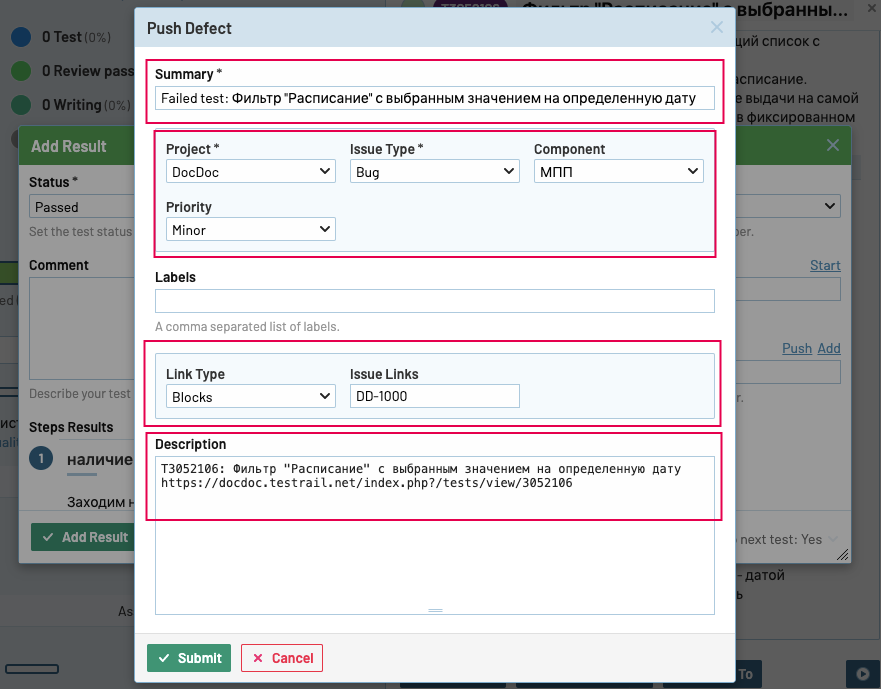 Push Defect
Summary *
Failed test: Фильтр "Расписание" с выбранным значением на определенную дату
Project *
Issue Type *
Component
DocDoc
Bug
МПП
Priority
Minor
Labels
A comma separated list of labels.
Link Type
Issue Links
Blocks
DD-1000
Description
T3052106: Фильтр "Расписание" с выбранным значением на определенную дату
https://docdoc.testrail.net/index.php?/tests/view/3052106
Submit
Cancel
0 Test (0%)
0 Review pass
0 Writing (0%)
Add Result
Status *
Passed
Set the test status
Comment
Describe your test
Steps Results
1
наличие
Заходим н
Add Result
As
Фильтр "Расписание" с выбранны...
щий список с
асписание.
е выдачи на самой
в фиксированном
Start
Push Add
next test: Yes
- датой
To